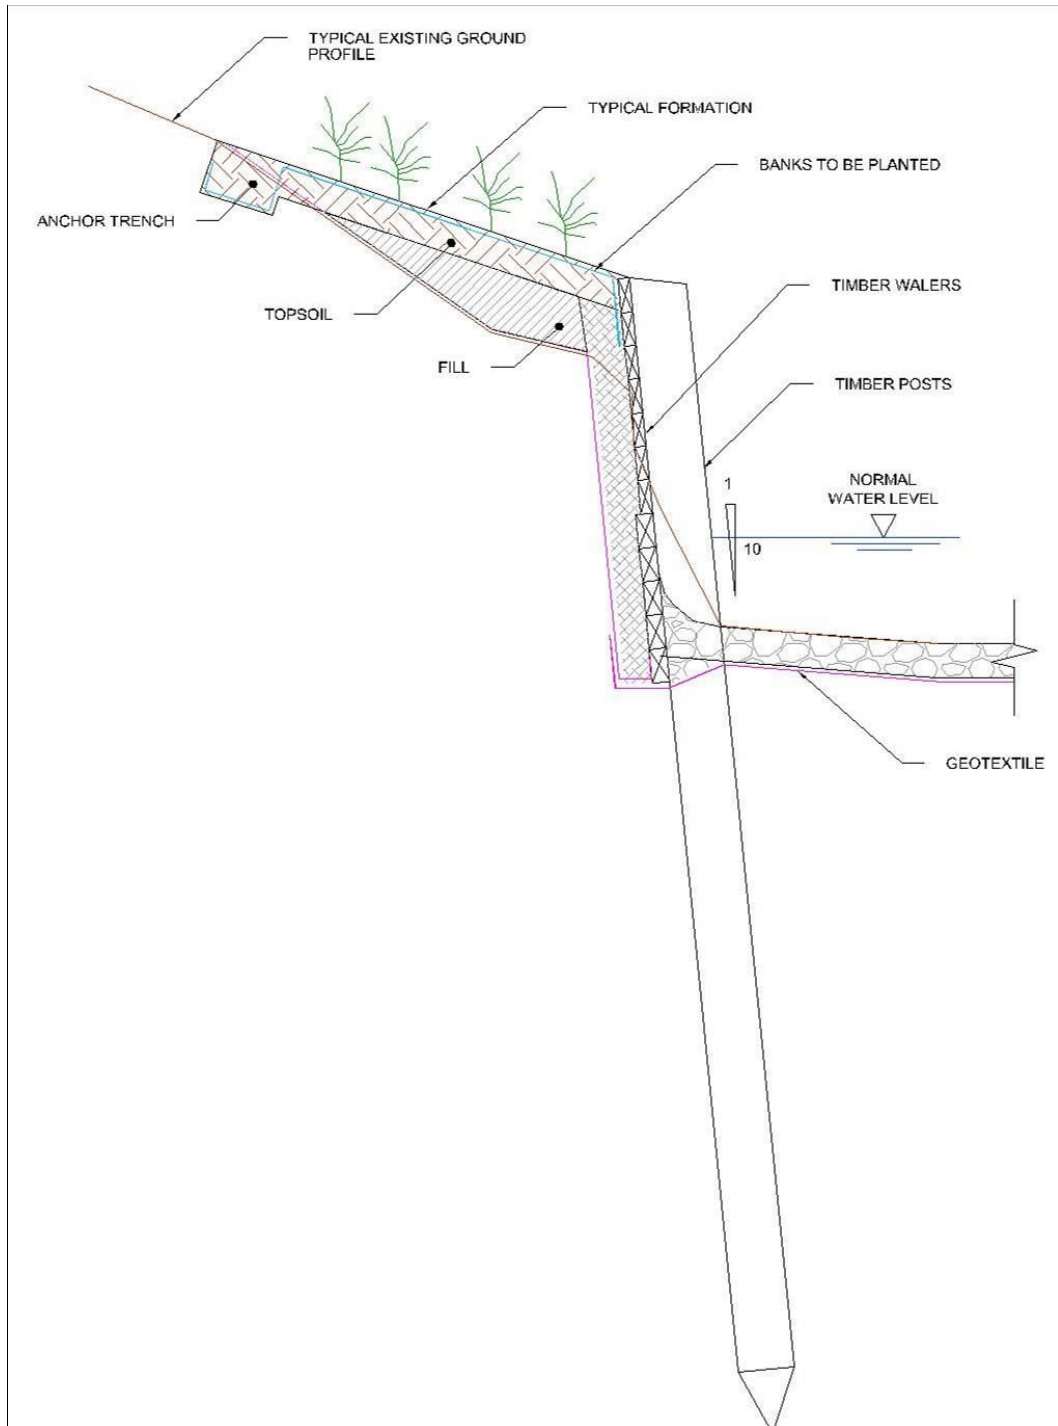 TYPICAL EXISTING GROUND
PROFILE
TYPICAL FORMATION
BANKS TO BE PLANTED
ANCHOR TRENCH
TIMBER WALERS
TOPSOIL
FILL
TIMBER POSTS
NORMAL
WATER LEVEL
1
10
GEOTEXTILE